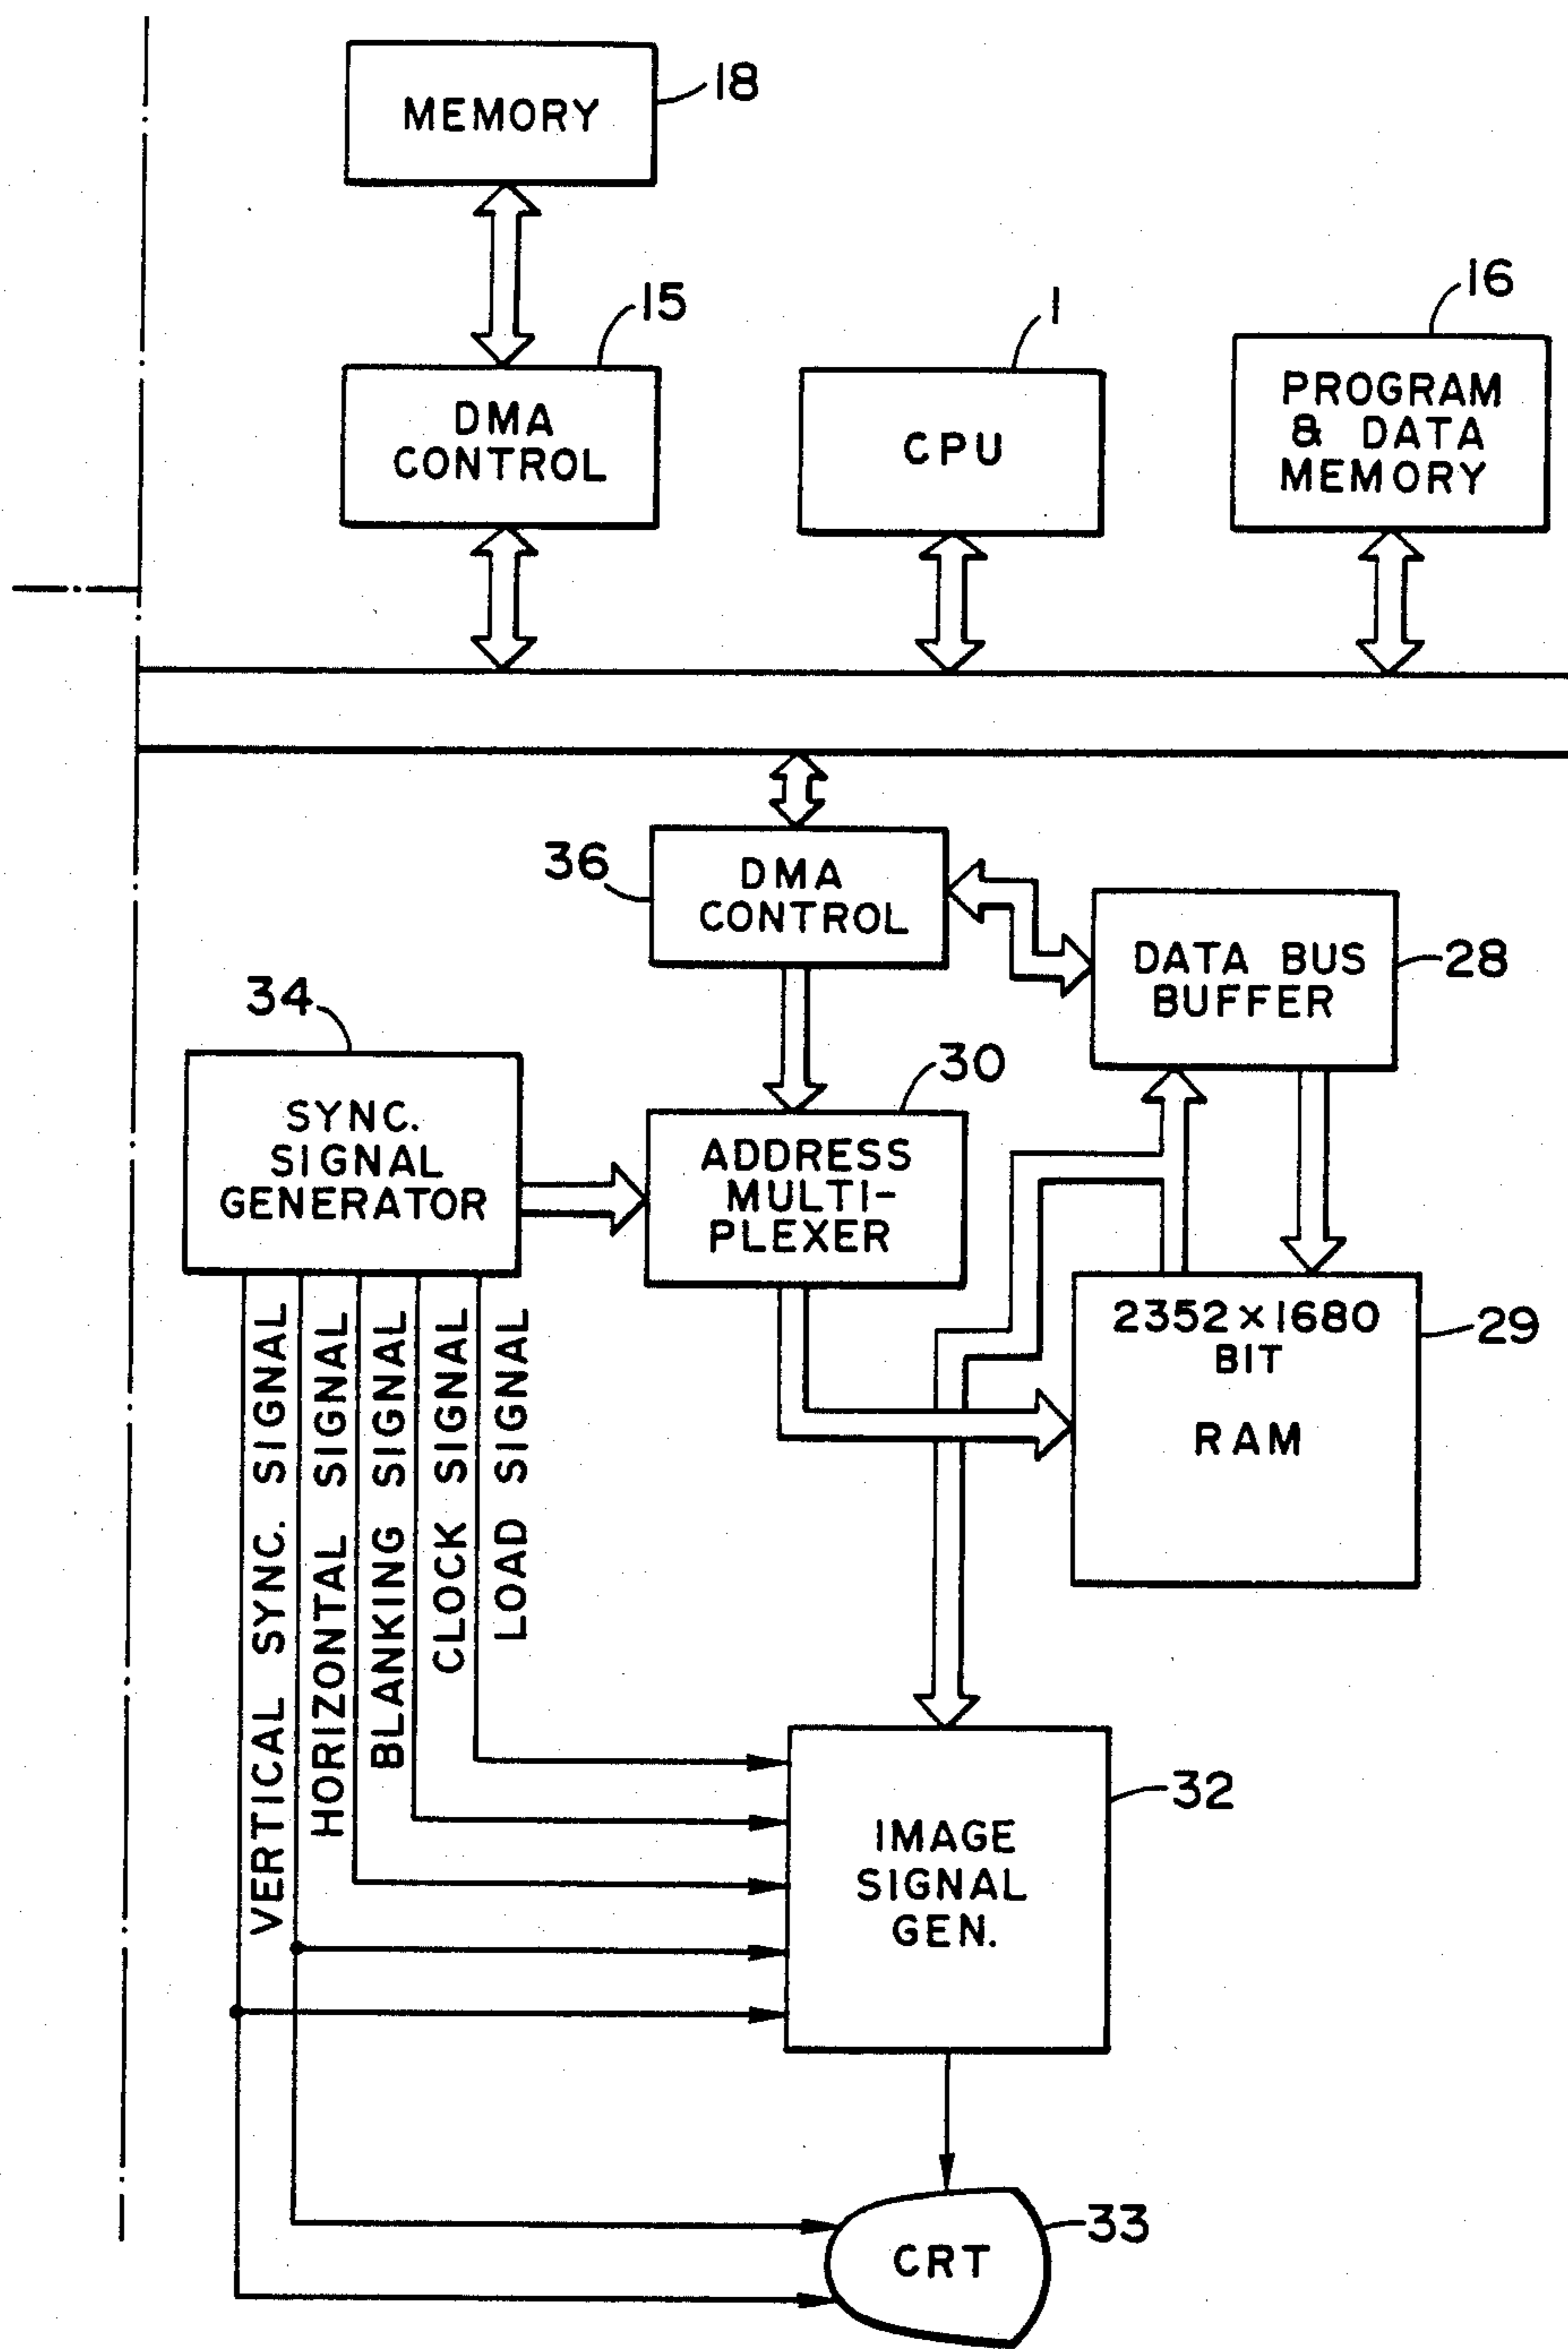 MEMORY
18
15
DMA
CONTROL
1
CPU
16
PROGRAM
& DATA
MEMORY
36
DMA
CONTROL
DATA BUS
BUFFER
28
34
SYNC.
SIGNAL
GENERATOR
30
ADDRESS
MULTI-
PLEXER
2352 x 1680
BIT
RAM
29
VERTICAL SYNC. SIGNAL
HORIZONTAL SIGNAL
BLANKING SIGNAL
CLOCK SIGNAL
LOAD SIGNAL
IMAGE
SIGNAL
GEN.
32
CRT
33